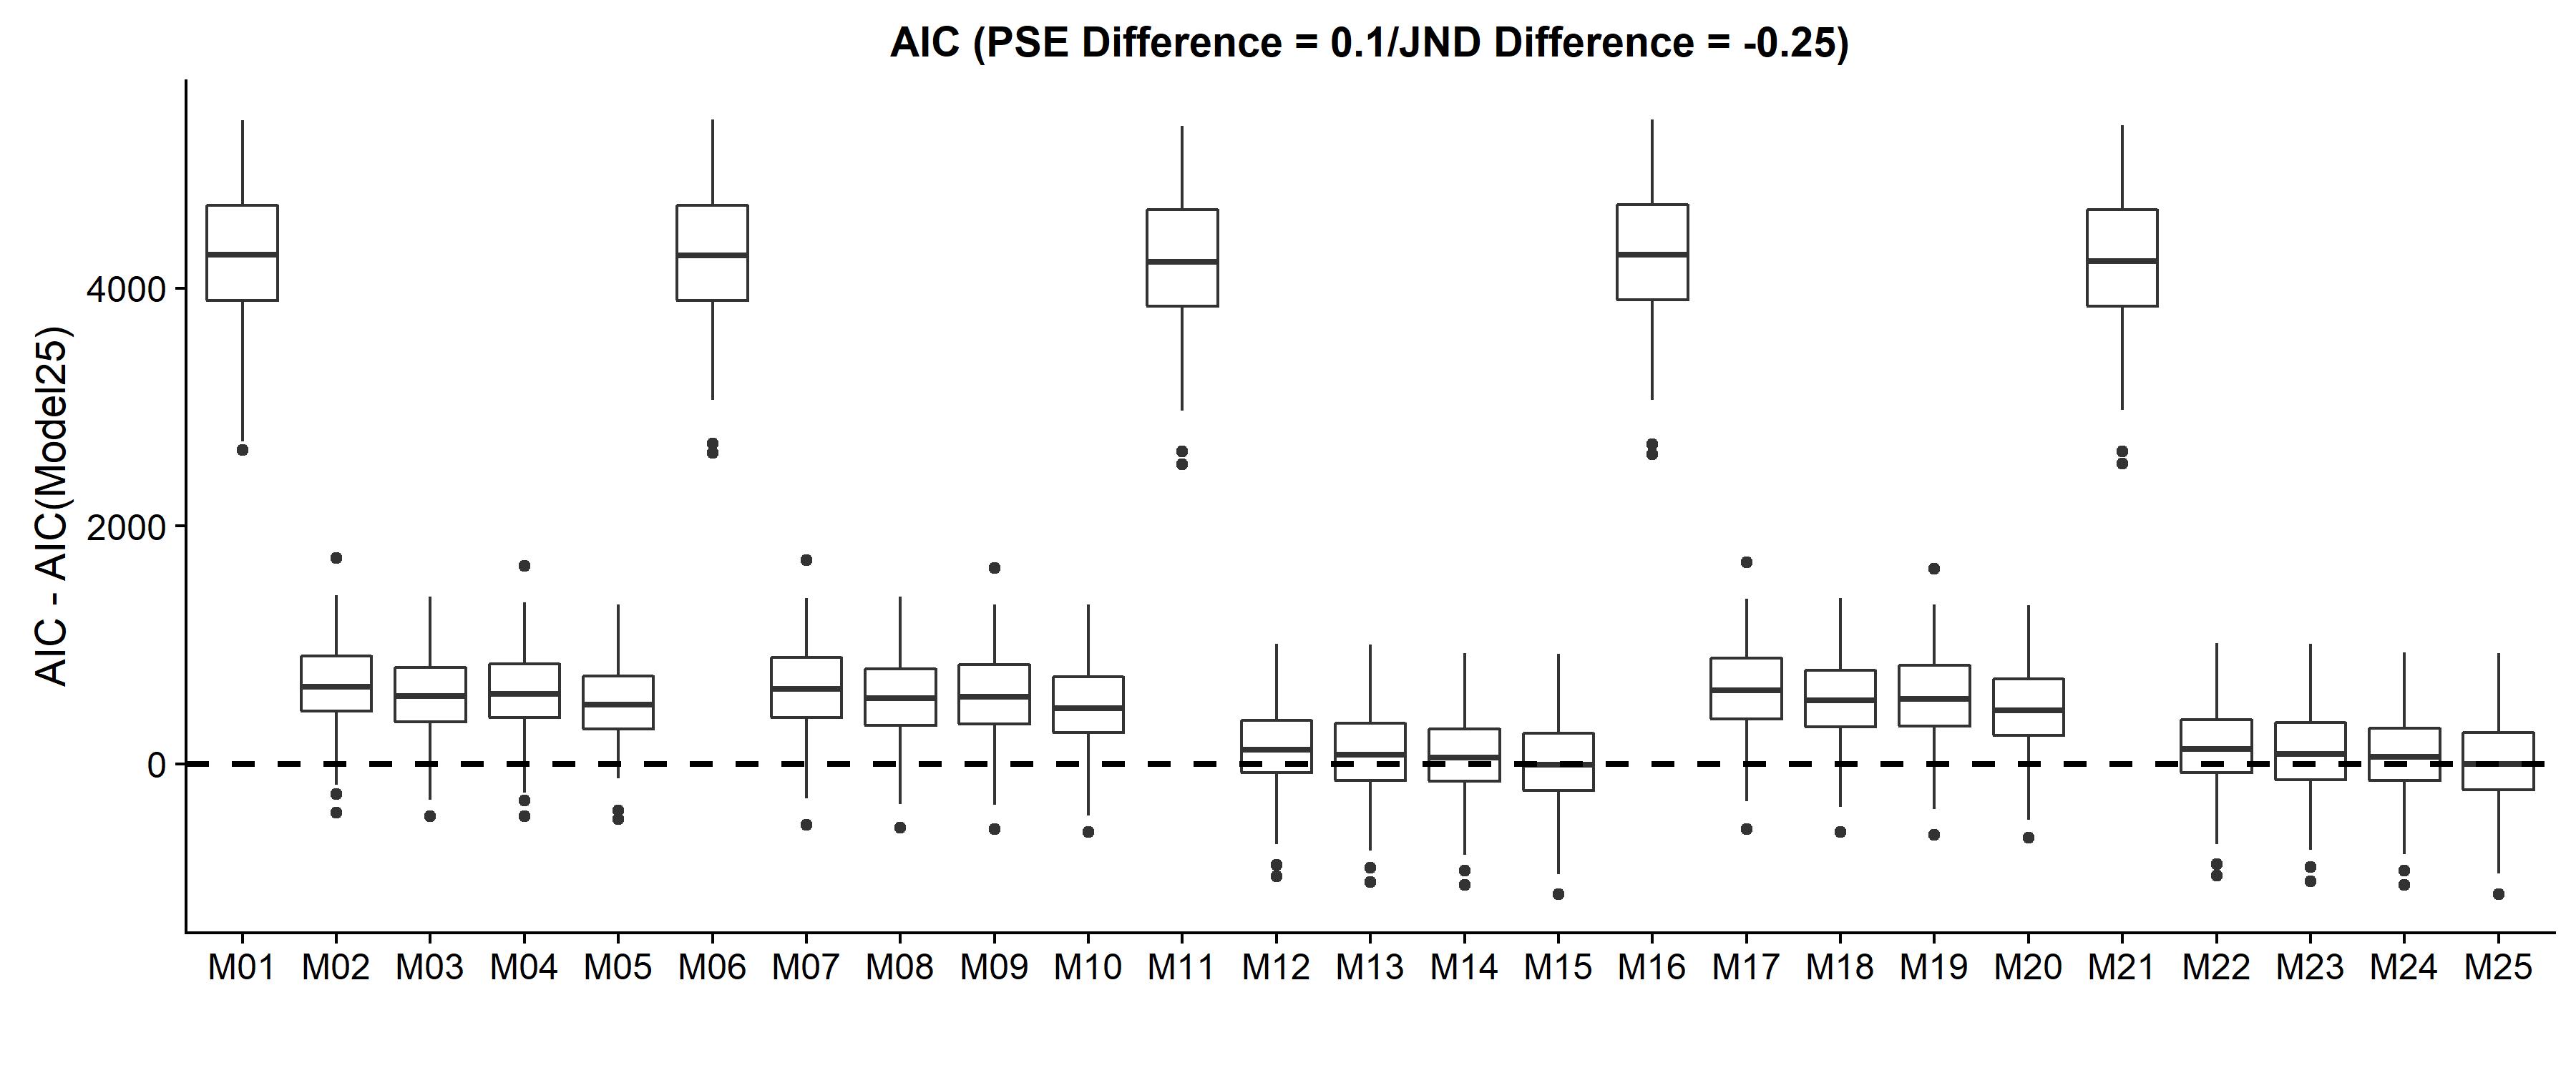 AIC (PSE Difference = 0.1/JND Difference = -0.25)
AIC - AIC(Model25)
4000
2000
0
M01 M02 M03 M04 M05 M06 M07 M08 M09 M10 M11 M12 M13 M14 M15 M16 M17 M18 M19 M20 M21 M22 M23 M24 M25